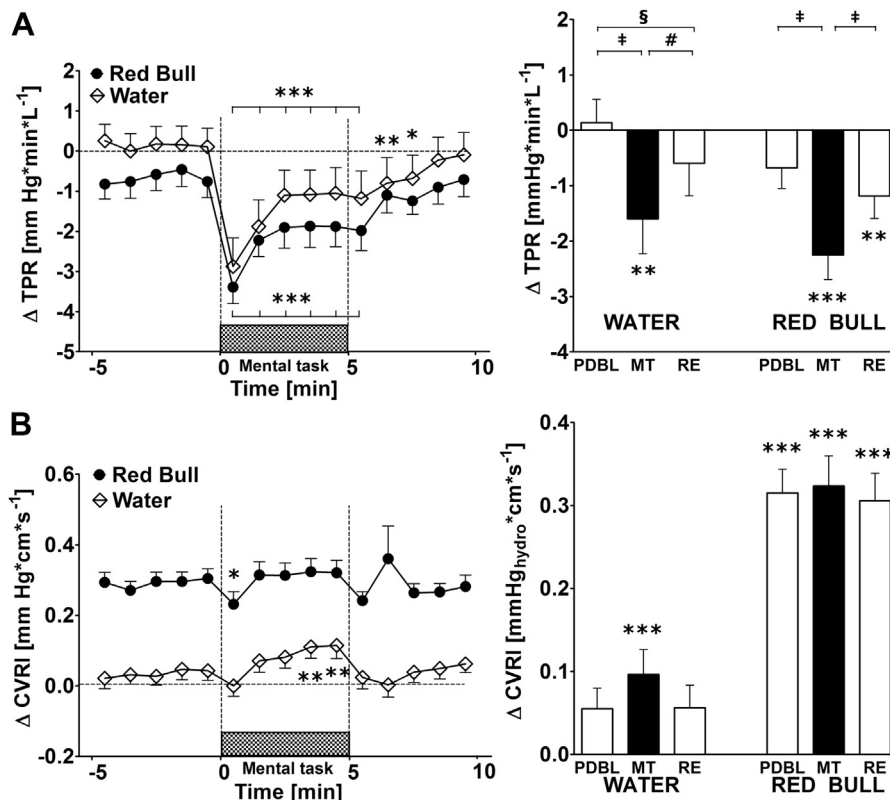 A
Red Bull
Water
***
**
*
***
Δ TPR [mm Hg*min*L-1]
2
1
0
-1
-2
-3
-4
-5
Mental task
-5
0
5
10
Time [min]
§
‡
#
‡
‡
Δ TPR [mmHg*min*L-1]
2
1
0
-1
-2
-3
-4
**
***
**
WATER
RED BULL
PDBL
MT
RE
PDBL
MT
RE
B
Red Bull
Water
Δ CVRI [mm Hg*cm*s-1]
0.6
0.4
0.2
0.0
-0.2
*
**
**
Mental task
-5
0
5
10
Time [min]
Δ CVRI [mmHghydro*cm*s-1]
0.4
0.3
0.2
0.1
0.0
***
***
***
***
PDBL
MT
RE
PDBL
MT
RE
WATER
RED BULL